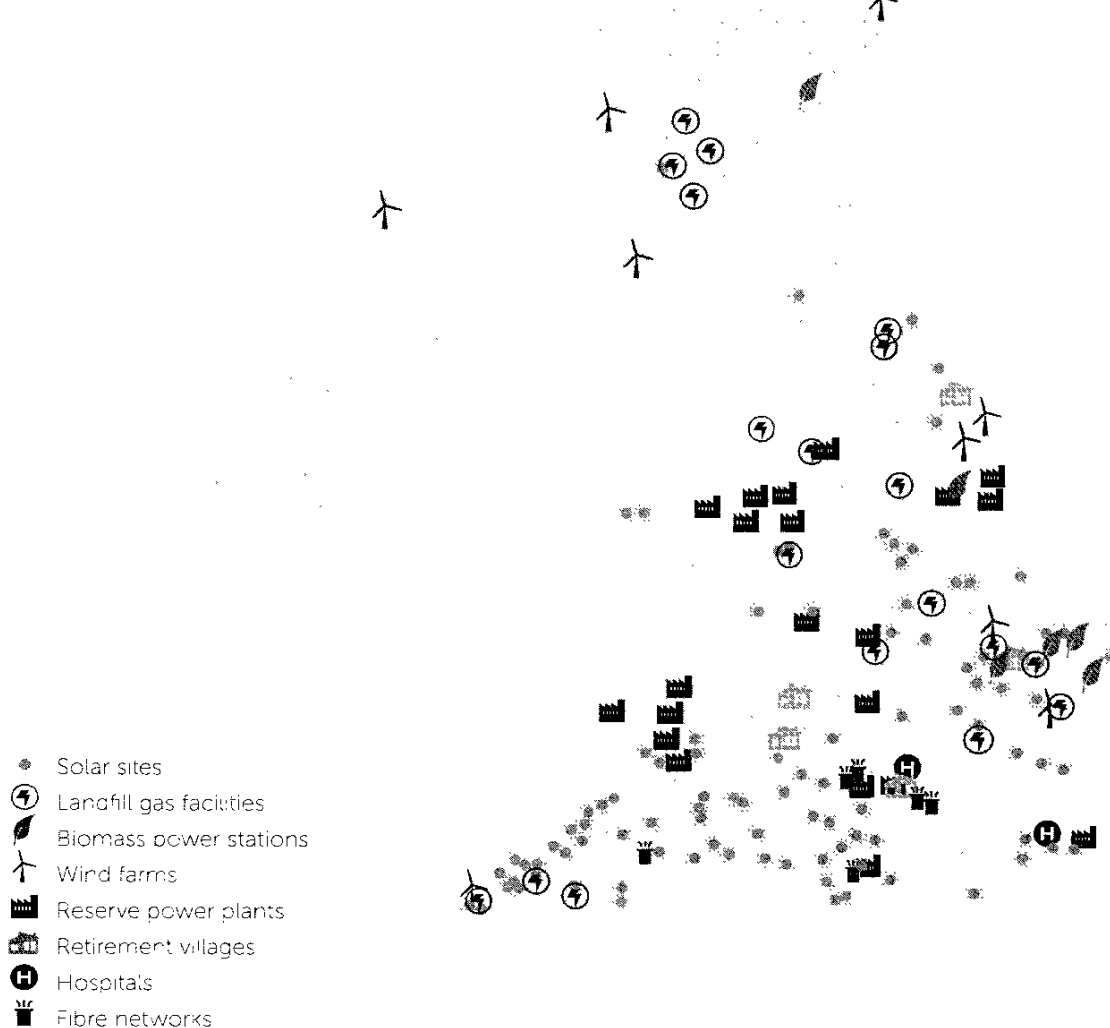 Solar sites
Landfill gas facilities
Biomass power stations
Wind farms
Reserve power plants
Retirement villages
Hospitals
Fibre networks